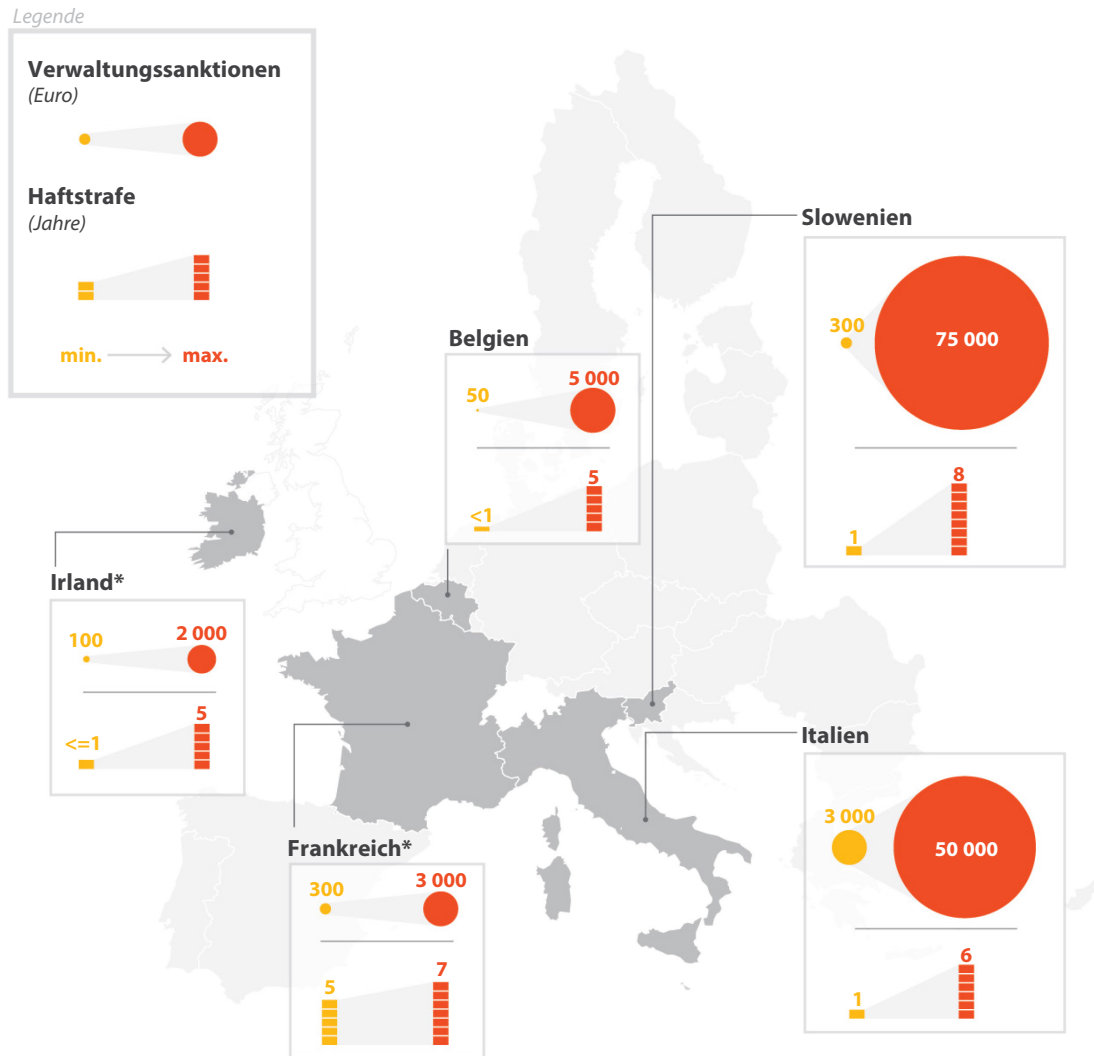 Legende
Verwaltungssanktionen
(Euro)
Haftstrafe
(Jahre)
min. max.
Slowenien
300
75 000
8
1
Belgien
50
5 000
5
<1
Irland*
100
2 000
5
<=1
Italien
3 000
50 000
6
1
Frankreich*
300
3 000
5
7